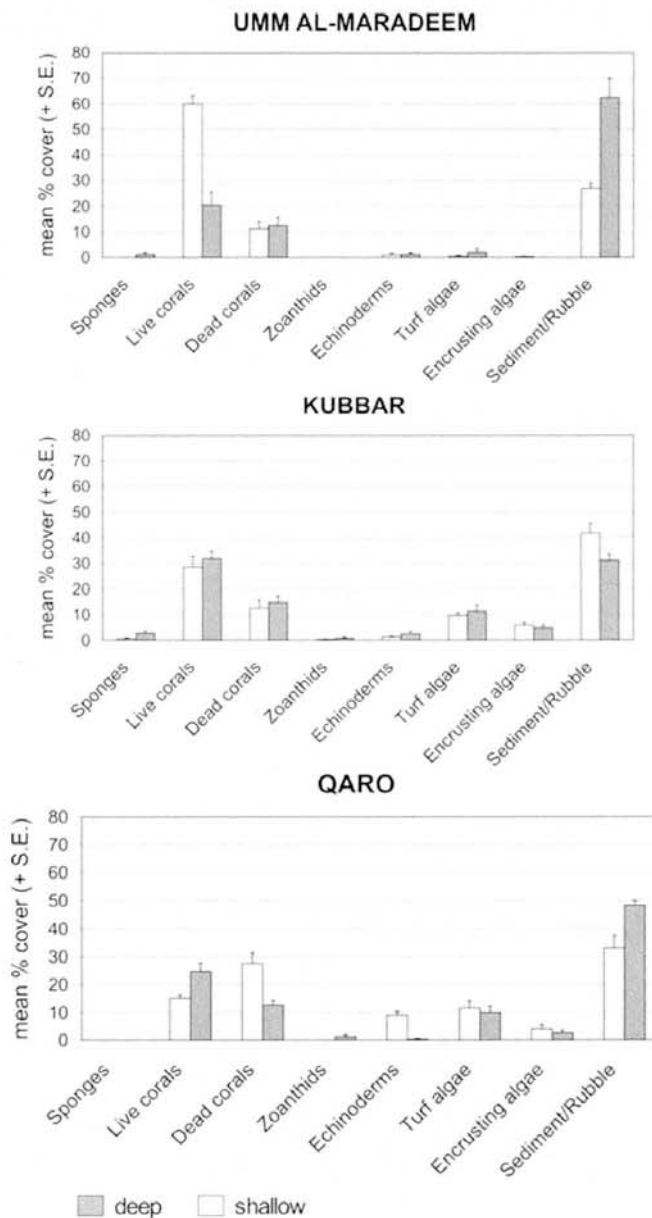 UMM AL-MARADEEM
mean % cover (+ S.E.)
80
70
60
50
40
30
20
10
0
Sponges
Live corals
Dead corals
Zoanthids
Echinoderms
Turf algae
Encrusting algae
Sediment/Rubble
KUBBAR
mean % cover (+ S.E.)
80
70
60
50
40
30
20
10
0
Sponges
Live corals
Dead corals
Zoanthids
Echinoderms
Turf algae
Encrusting algae
Sediment/Rubble
QARO
mean % cover (+ S.E.)
80
70
60
50
40
30
20
10
0
Sponges
Live corals
Dead corals
Zoanthids
Echinoderms
Turf algae
Encrusting algae
Sediment/Rubble
deep shallow